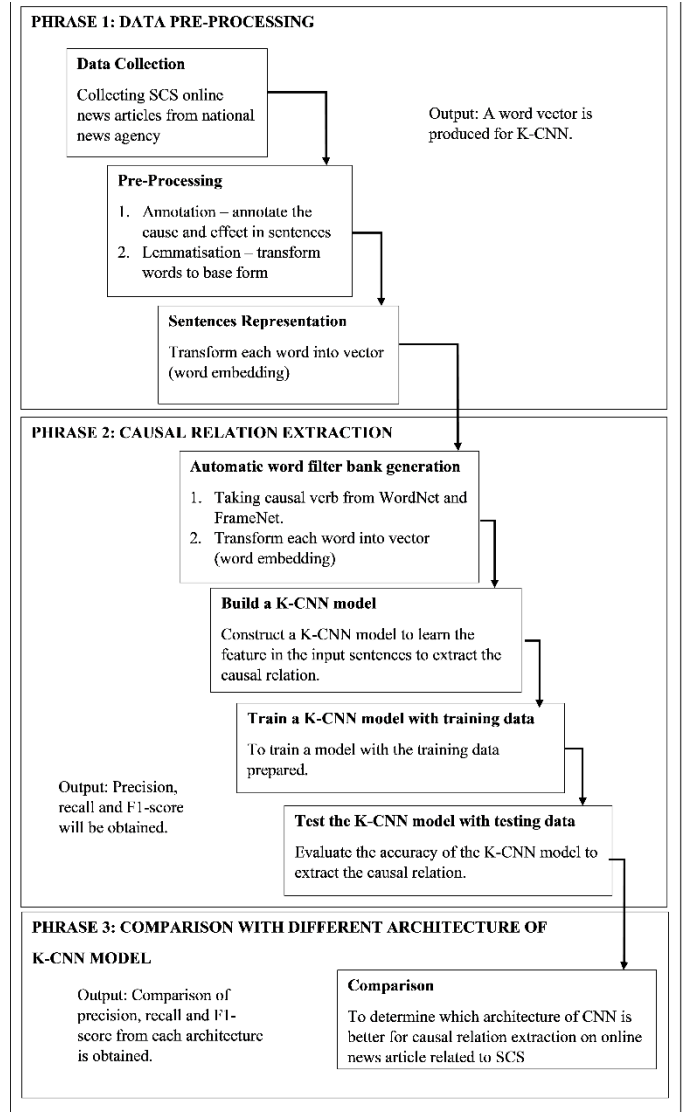 PHRASE 1: DATA PRE-PROCESSING
Data Collection
Collecting SCS online
news articles from national
news agency
Output: A word vector is
produced for K-CNN.
Pre-Processing
1. Annotation – annotate the
cause and effect in sentences
2. Lemmatisation – transform
words to base form
Sentences Representation
Transform each word into vector
(word embedding)
PHRASE 2: CAUSAL RELATION EXTRACTION
Automatic word filter bank generation
1. Taking causal verb from WordNet and
FrameNet.
2. Transform each word into vector
(word embedding)
Build a K-CNN model
Construct a K-CNN model to learn the
feature in the input sentences to extract the
causal relation.
Train a K-CNN model with training data
To train a model with the training data
prepared.
Output: Precision,
recall and F1-score
will be obtained.
Test the K-CNN model with testing data
Evaluate the accuracy of the K-CNN model to
extract the causal relation.
PHRASE 3: COMPARISON WITH DIFFERENT ARCHITECTURE OF
K-CNN MODEL
Output: Comparison of
precision, recall and F1-
score from each architecture
is obtained.
Comparison
To determine which architecture of CNN is
better for causal relation extraction on online
news article related to SCS